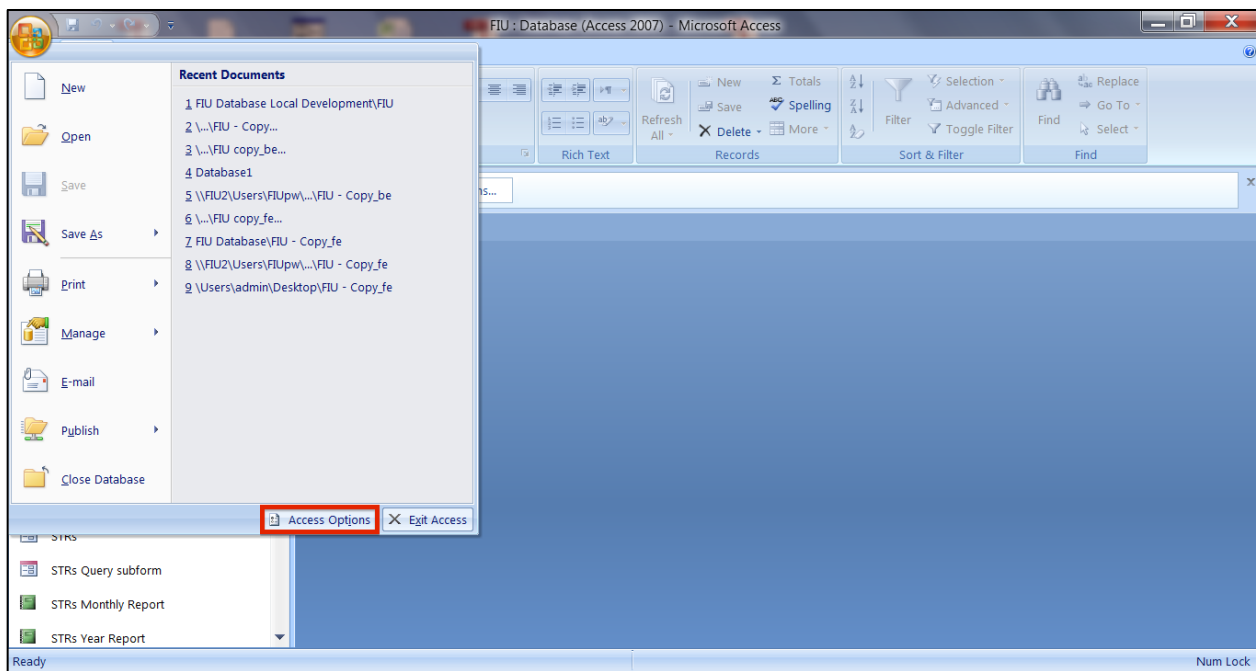 FIU : Database (Access 2007) - Microsoft Access
New
Open
Save
Save As
Print
Manage
E-mail
Publish
Close Database
Recent Documents
1 FIU Database Local Development\FIU
2 \...\FIU - Copy...
3 \...\FIU copy_be...
4 Database1
5 \\FIU2\Users\FIUpw\...\FIU - Copy_be
6 \...\FIU copy_fe...
7 FIU Database\FIU - Copy_fe
8 \\FIU2\Users\FIUpw\...\FIU - Copy_fe
9 \Users\admin\Desktop\FIU - Copy_fe
Access Options
Exit Access
Rich Text
Refresh
All
New
Save
Delete
Σ Totals
Spelling
More
Records
Filter
Selection
Advanced
Toggle Filter
Sort & Filter
Find
Replace
Go To
Select
Find
ns...
STRs
STRs Query subform
STRs Monthly Report
STRs Year Report
Ready
Num Lock